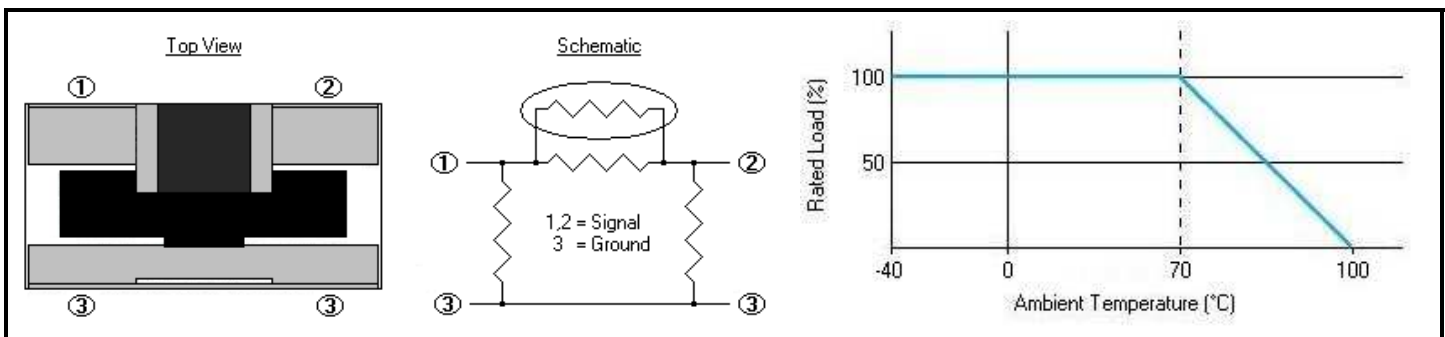 Top View
① ②
③ ③
Schematic
① ②
1,2 = Signal
3 = Ground
③ ③
Rated Load (%)
100
50
-40 0 70 100
Ambient Temperature (°C)